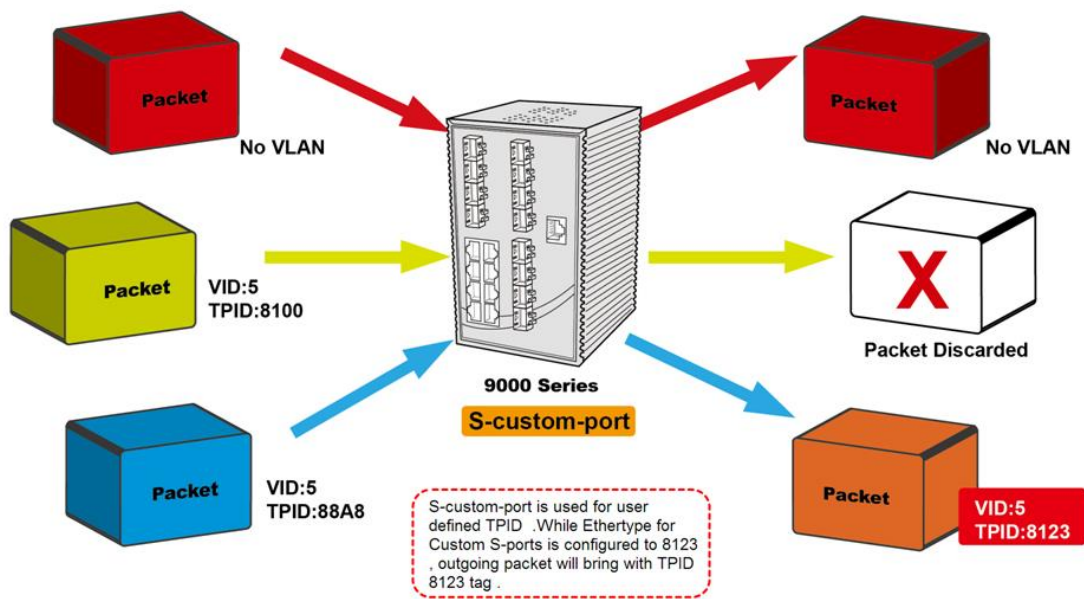 Packet
No VLAN
Packet
No VLAN
Packet
VID:5
TPID:8100
X
Packet Discarded
9000 Series
S-custom-port
Packet
VID:5
TPID:88A8
S-custom-port is used for user
defined TPID .While Ethertype for
Custom S-ports is configured to 8123
, outgoing packet will bring with TPID
8123 tag .
Packet
VID:5
TPID:8123